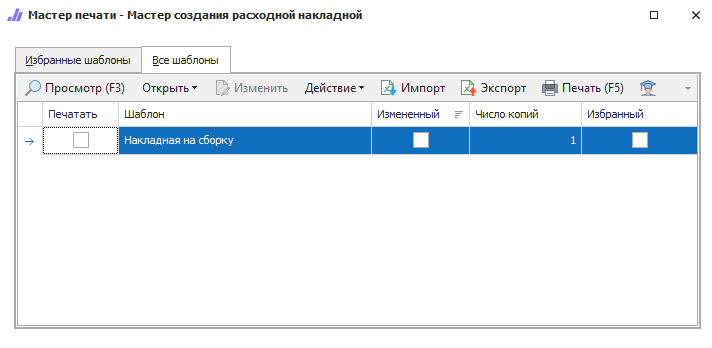 Мастер печати - Мастер создания расходной накладной
Избранные шаблоны Все шаблоны
Просмотр (F3) Открыть Изменить Действие Импорт Экспорт Печать (F5)
Печатать Шаблон Измененный Число копий Избранный
Накладная на сборку 1